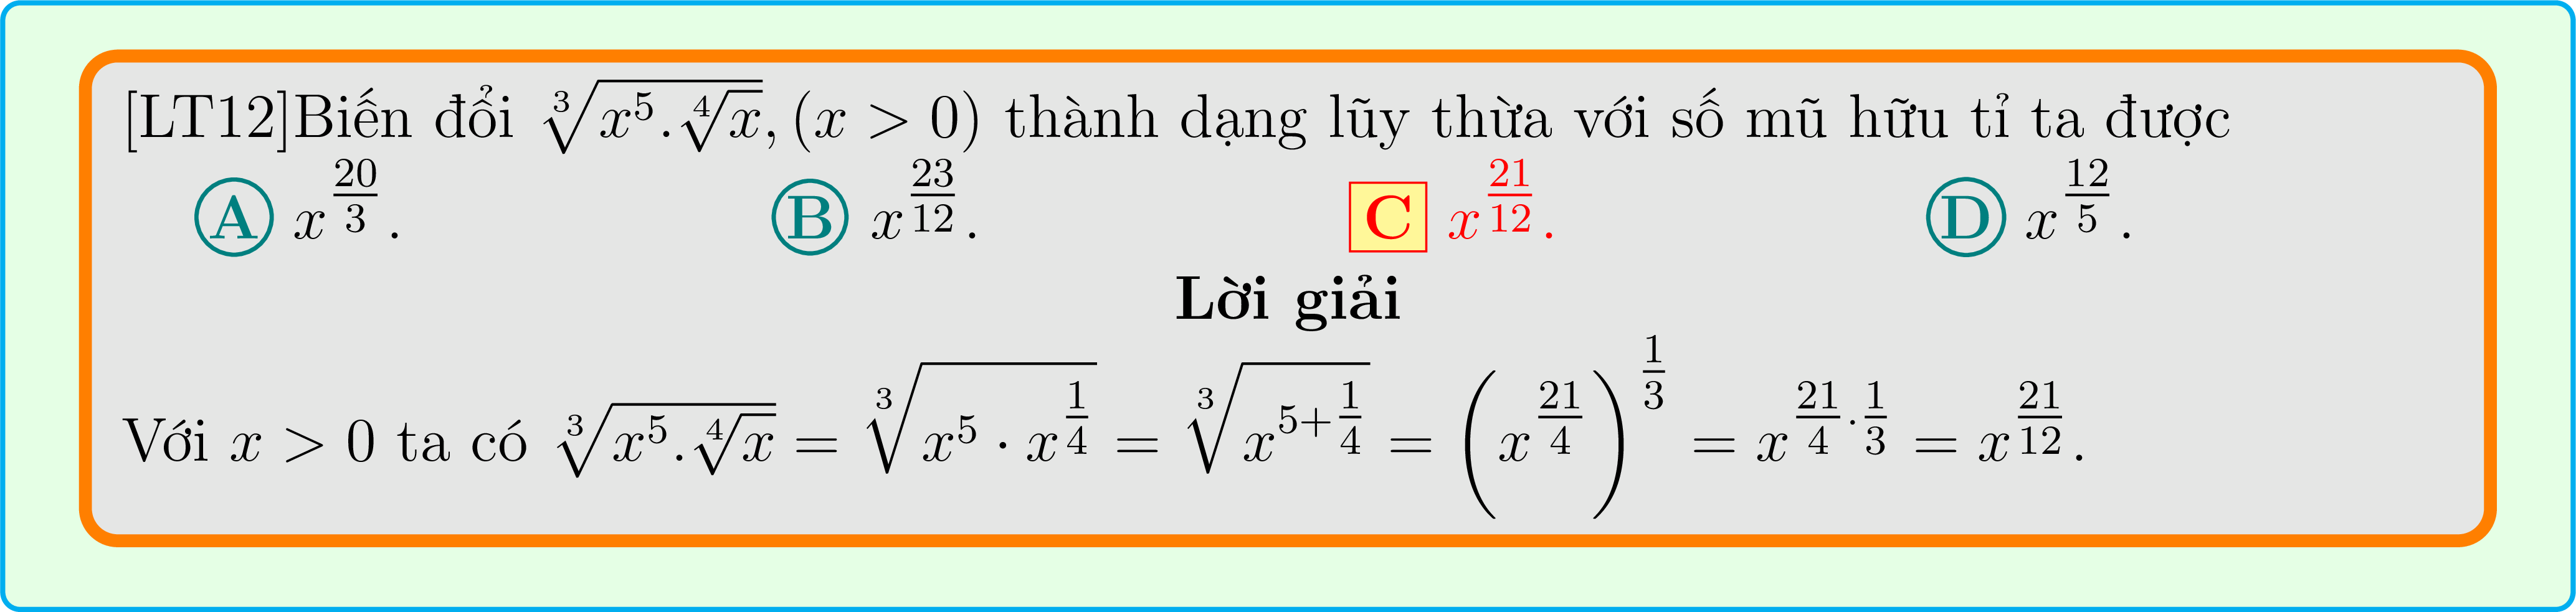 [LT12]Biến đổi $\sqrt[3]{x^5.\sqrt[4]{x}}, (x > 0)$ thành dạng lũy thừa với số mũ hữu tỉ ta được
A $x^{\frac{20}{3}}$. B $x^{\frac{23}{12}}$. C $x^{\frac{21}{12}}$. D $x^{\frac{12}{5}}$.
Lời giải
Với $x > 0$ ta có $\sqrt[3]{x^5.\sqrt[4]{x}} = \sqrt[3]{x^5 \cdot x^{\frac{1}{4}}} = \sqrt[3]{x^{5+\frac{1}{4}}} = \left(x^{\frac{21}{4}}\right)^{\frac{1}{3}} = x^{\frac{21}{4} \cdot \frac{1}{3}} = x^{\frac{21}{12}}$.